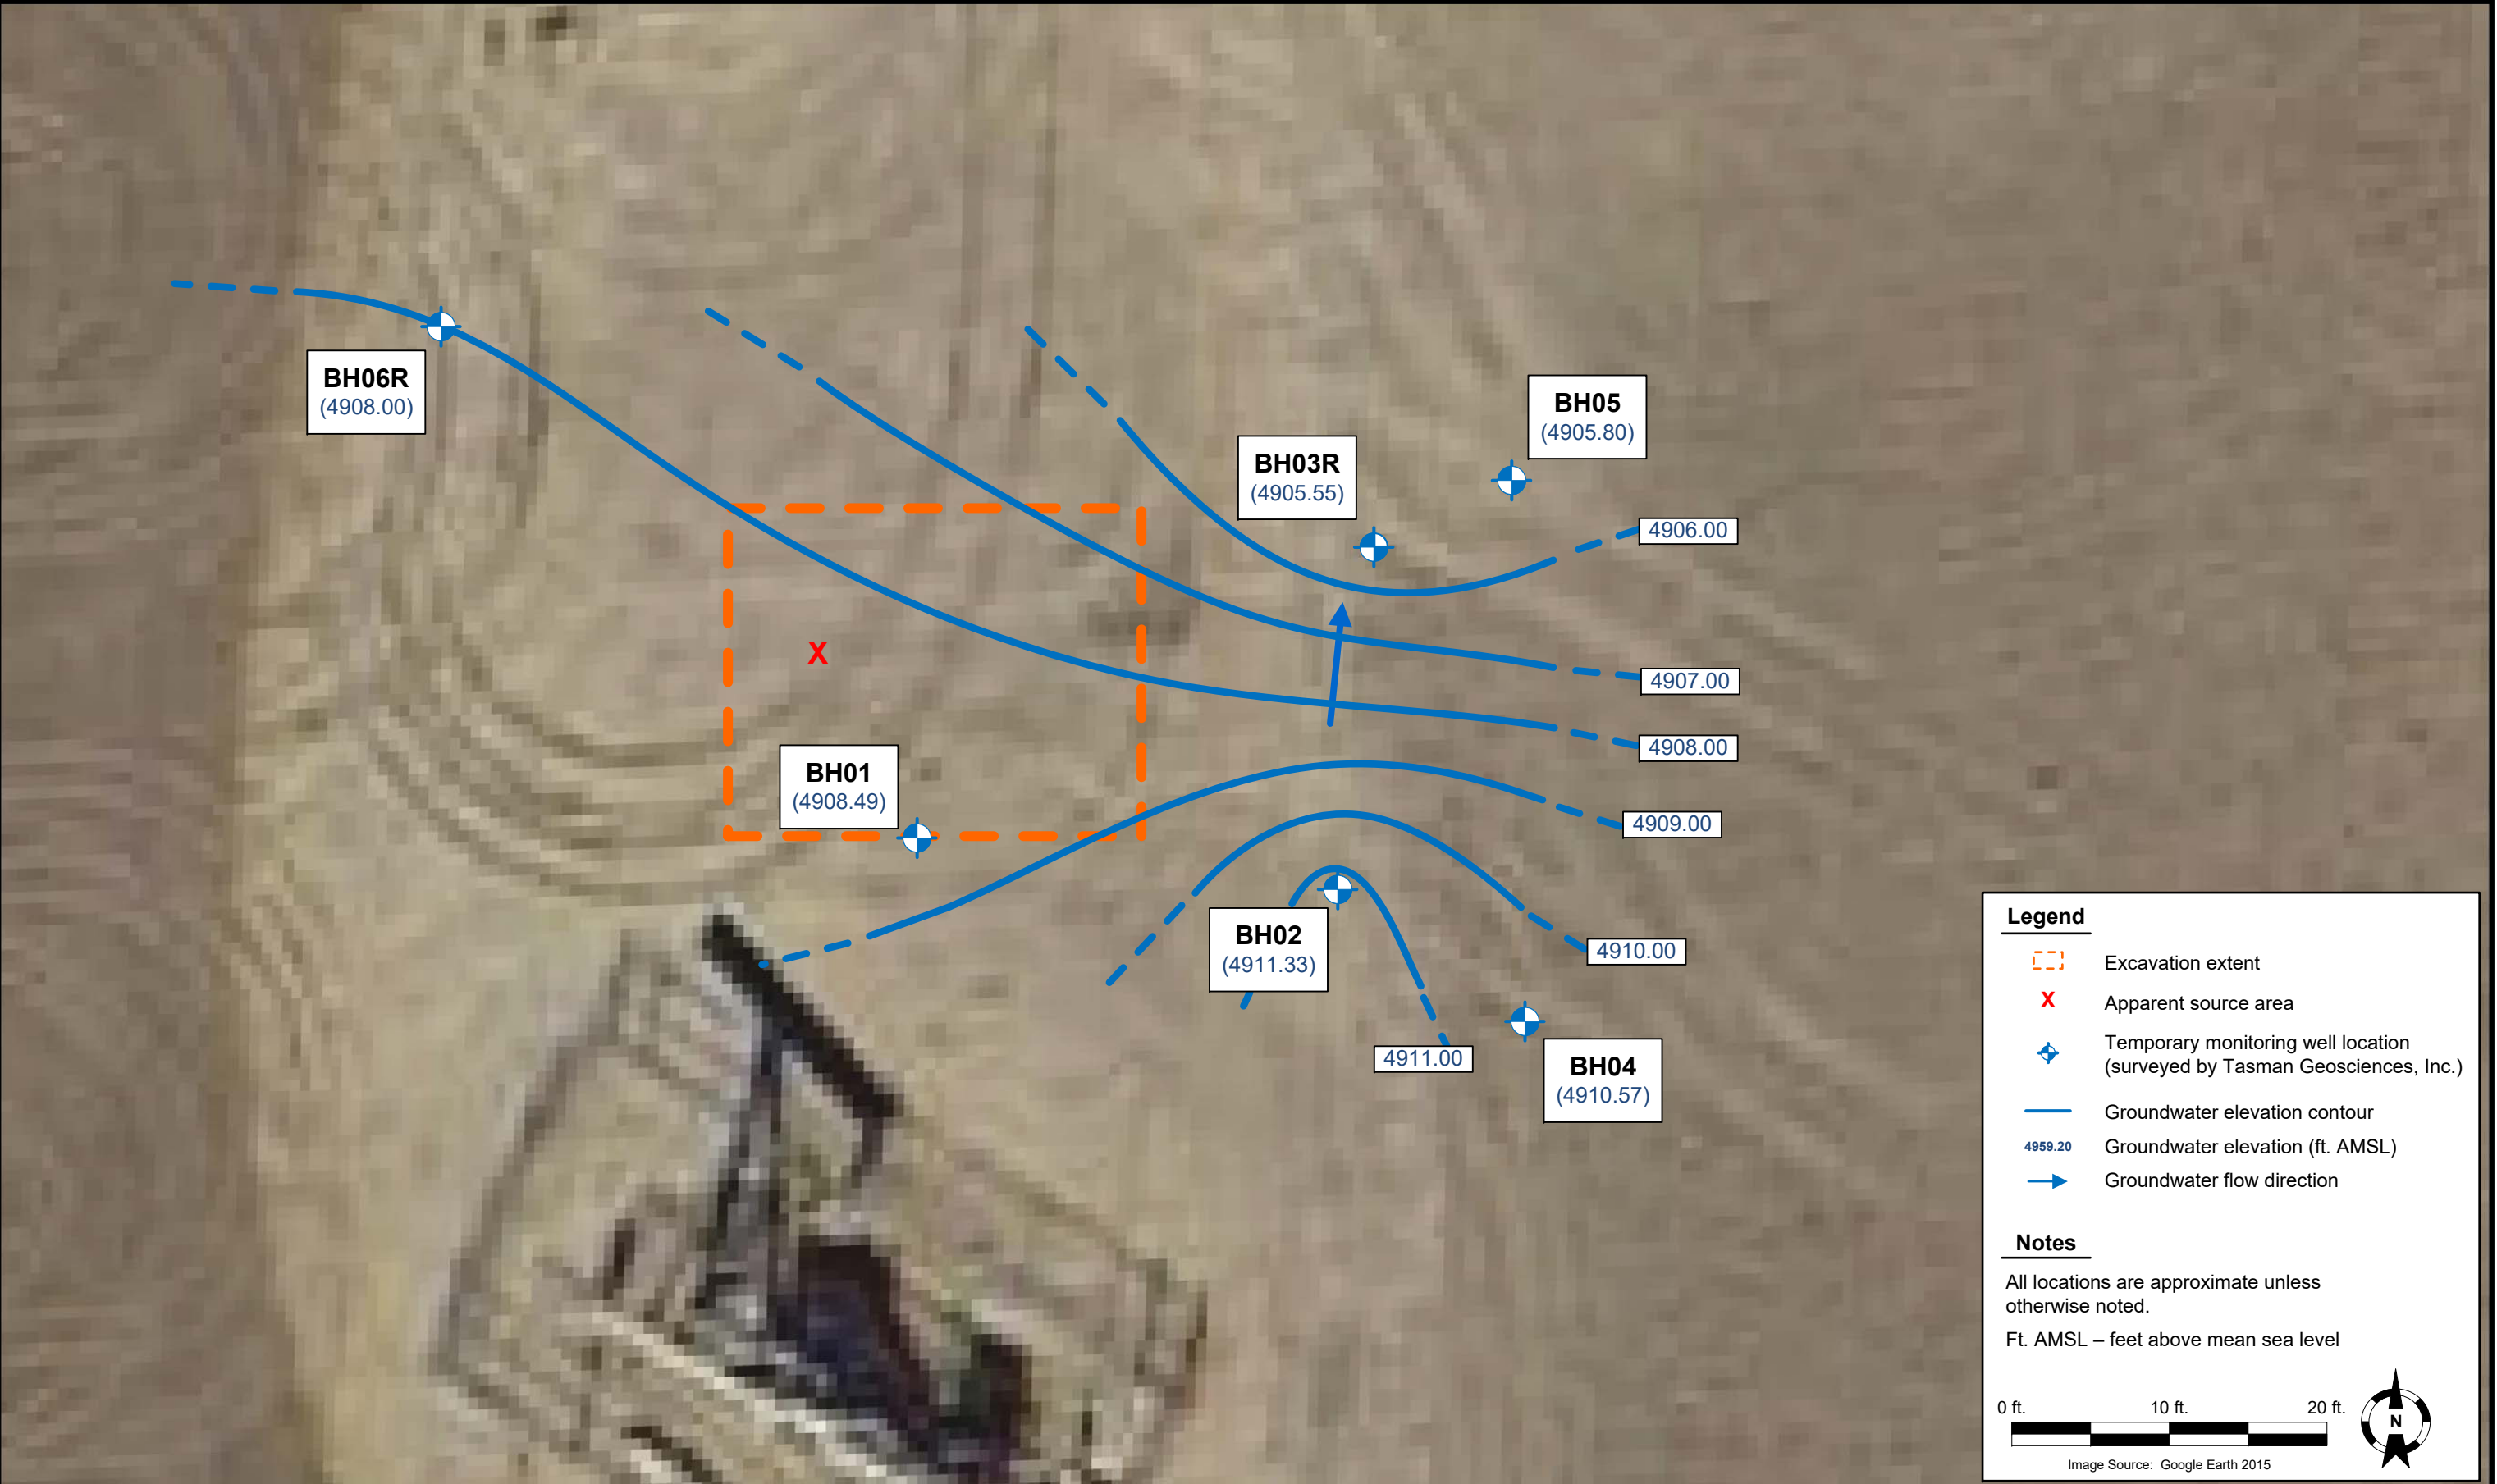 BH06R
(4908.00)
BH05
(4905.80)
BH03R
(4905.55)
4906.00
4907.00
4908.00
X
BH01
(4908.49)
4909.00
BH02
(4911.33)
4910.00
4911.00
BH04
(4910.57)
Legend
Excavation extent
X Apparent source area
Temporary monitoring well location
(surveyed by Tasman Geosciences, Inc.)
Groundwater elevation contour
4959.20 Groundwater elevation (ft. AMSL)
Groundwater flow direction
Notes
All locations are approximate unless
otherwise noted.
Ft. AMSL – feet above mean sea level
0 ft. 10 ft. 20 ft.
N
Image Source: Google Earth 2015